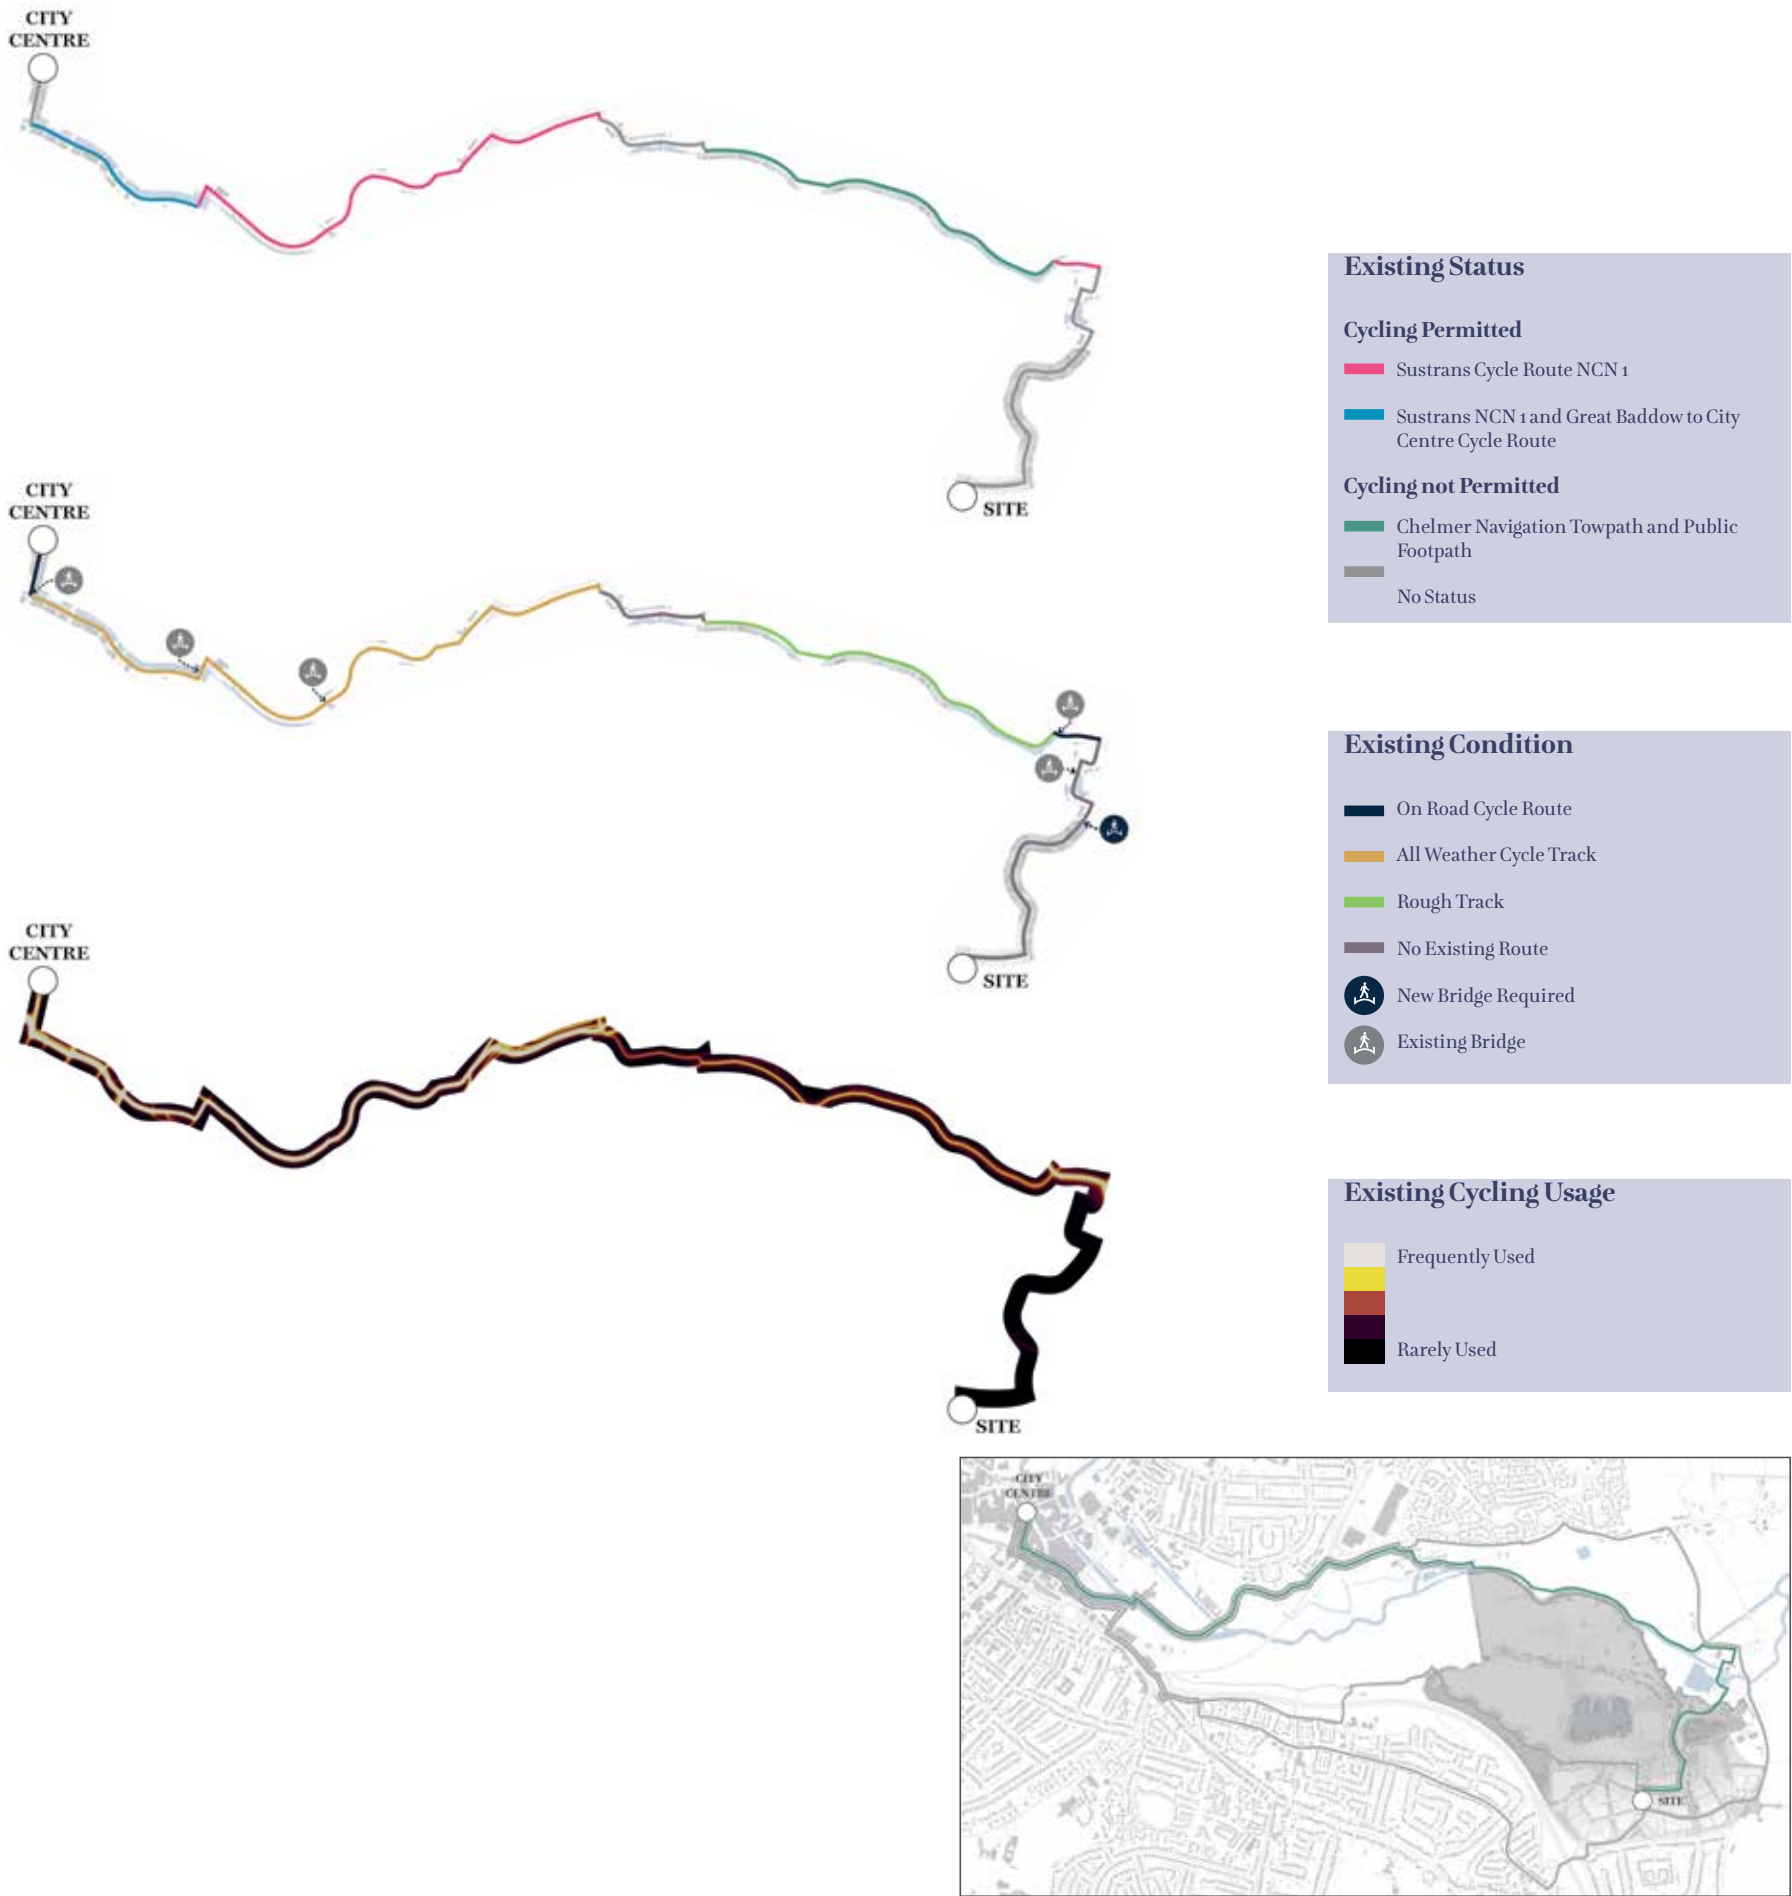 CITY
CENTRE
SITE
Existing Status
Cycling Permitted
Sustrans Cycle Route NCN 1
Sustrans NCN 1 and Great Baddow to City
Centre Cycle Route
Cycling not Permitted
Chelmer Navigation Towpath and Public
Footpath
No Status
CITY
CENTRE
SITE
Existing Condition
On Road Cycle Route
All Weather Cycle Track
Rough Track
No Existing Route
New Bridge Required
Existing Bridge
CITY
CENTRE
SITE
Existing Cycling Usage
Frequently Used
Rarely Used
CITY
CENTRE
SITE